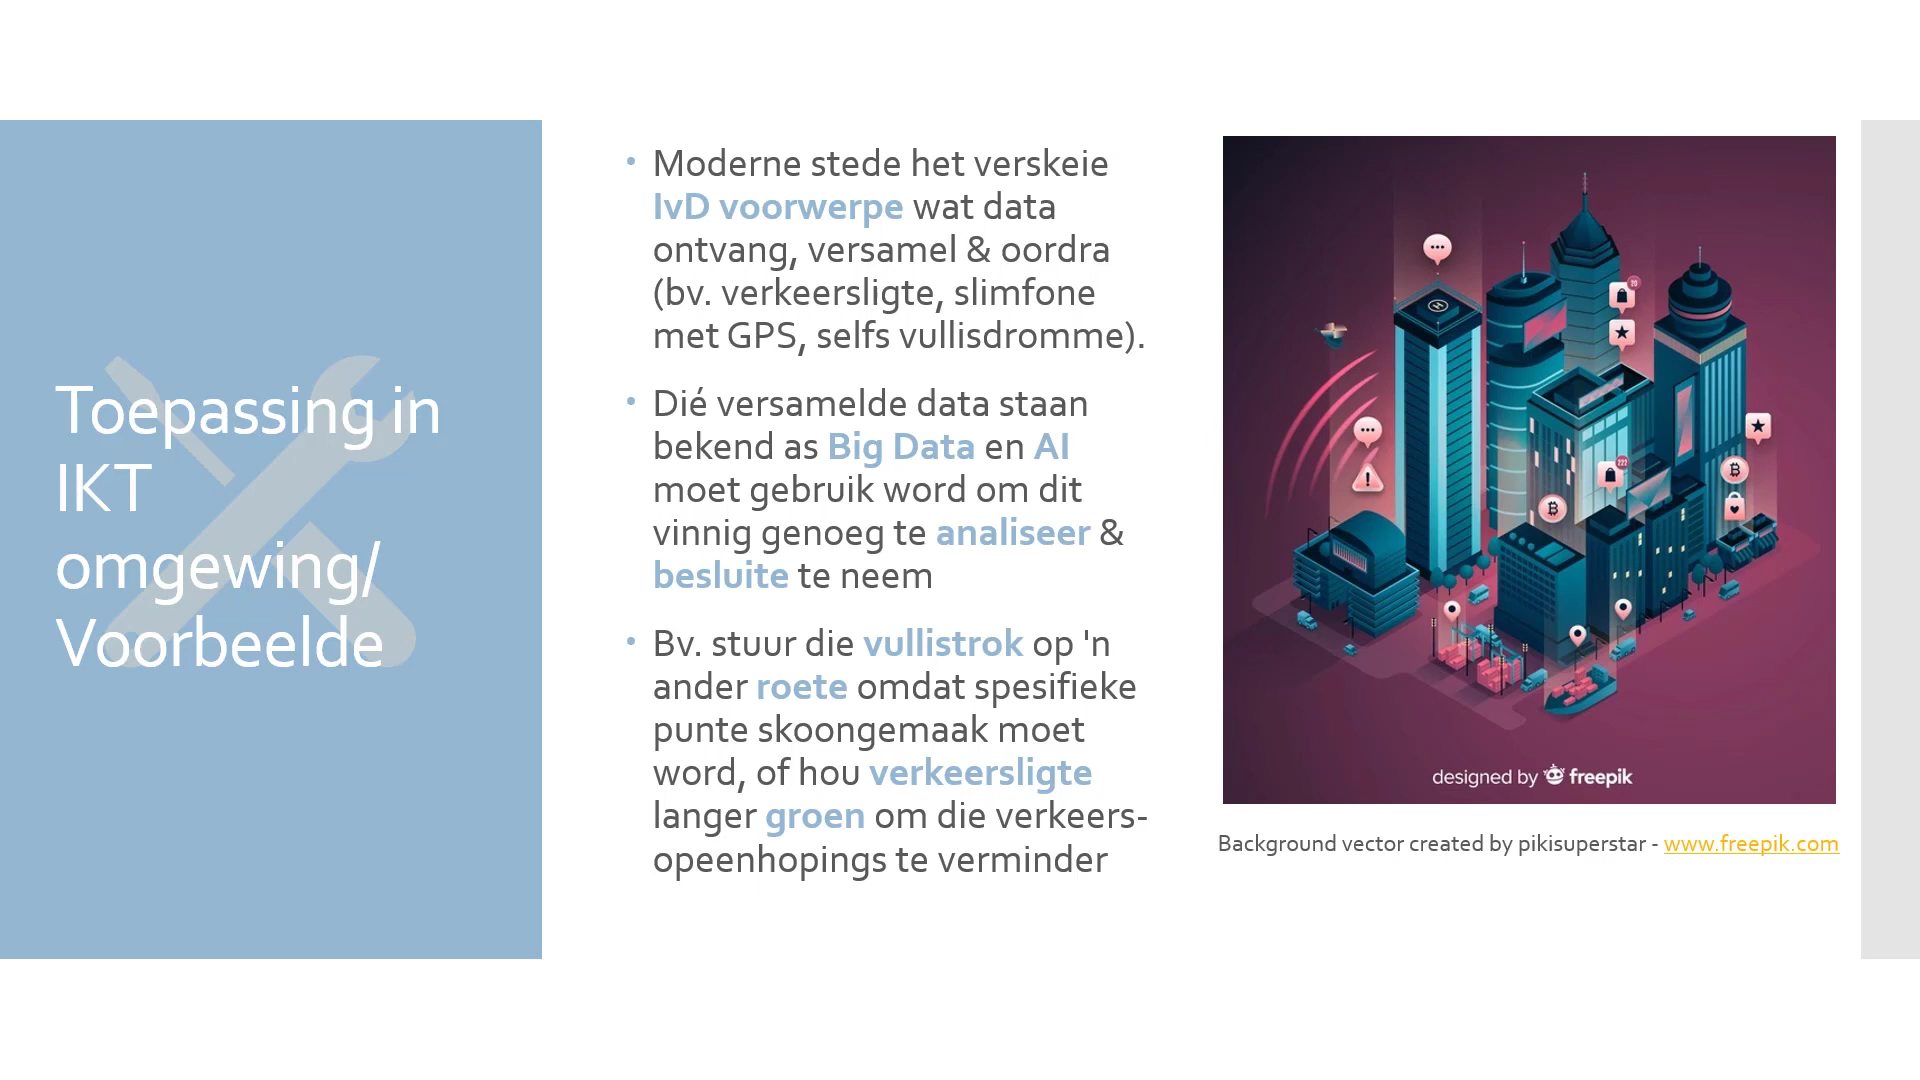 Toepassing in
IKT
omgewing/
Voorbeelde
• Moderne stede het verskeie
IvD voorwerpe wat data
ontvang, versamel & oordra
(bv. verkeersligte, slimfone
met GPS, selfs vullisdromme).
• Dié versamelde data staan
bekend as Big Data en AI
moet gebruik word om dit
vinnig genoeg te analiseer &
besluite te neem
• Bv. stuur die vullistrok op 'n
ander roete omdat spesifieke
punte skoongemaak moet
word, of hou verkeersligte
langer groen om die verkeers-
opeenhopings te verminder
H
20
222
designed by freepik
Background vector created by pikisuperstar - www.freepik.com